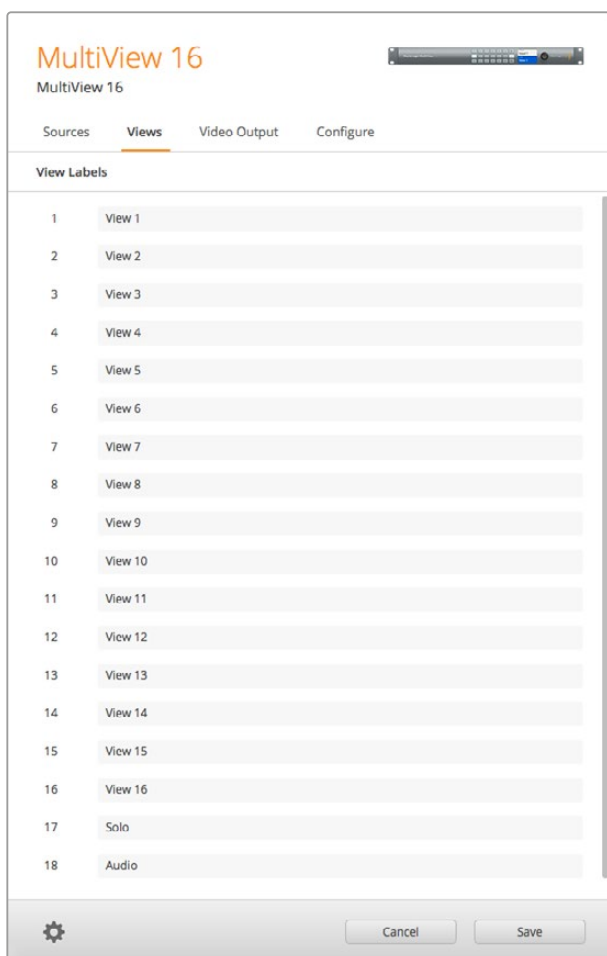 MultiView 16
MultiView 16
Sources Views Video Output Configure
View Labels
1 View 1
2 View 2
3 View 3
4 View 4
5 View 5
6 View 6
7 View 7
8 View 8
9 View 9
10 View 10
11 View 11
12 View 12
13 View 13
14 View 14
15 View 15
16 View 16
17 Solo
18 Audio
Cancel Save